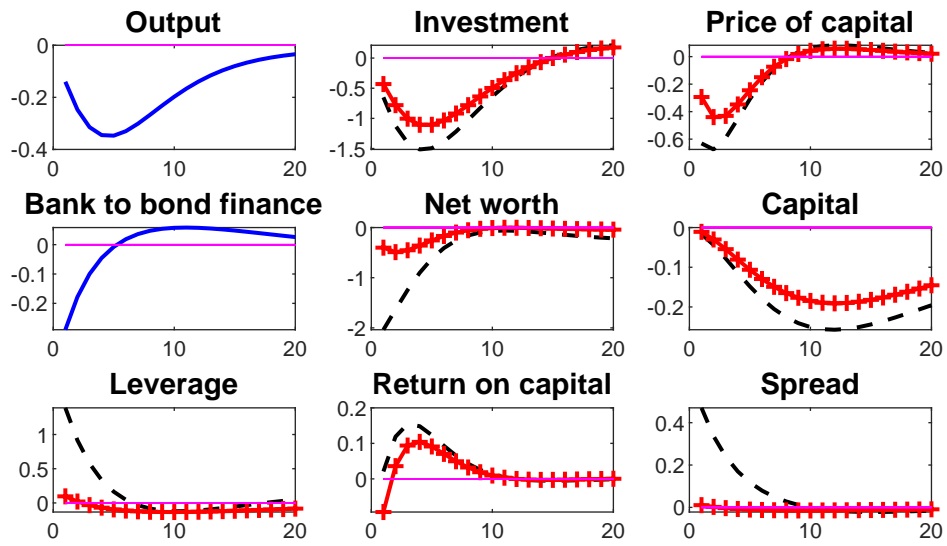 Output
0
-0.2
-0.4
0 10 20
Investment
0
-0.5
-1
-1.5
0 10 20
Price of capital
0
-0.2
-0.4
-0.6
0 10 20
Bank to bond finance
0
-0.1
-0.2
0 10 20
Net worth
0
-1
-2
0 10 20
Capital
0
-0.1
-0.2
0 10 20
Leverage
1
0.5
0
0 10 20
Return on capital
0.2
0.1
0
0 10 20
Spread
0.4
0.2
0
0 10 20